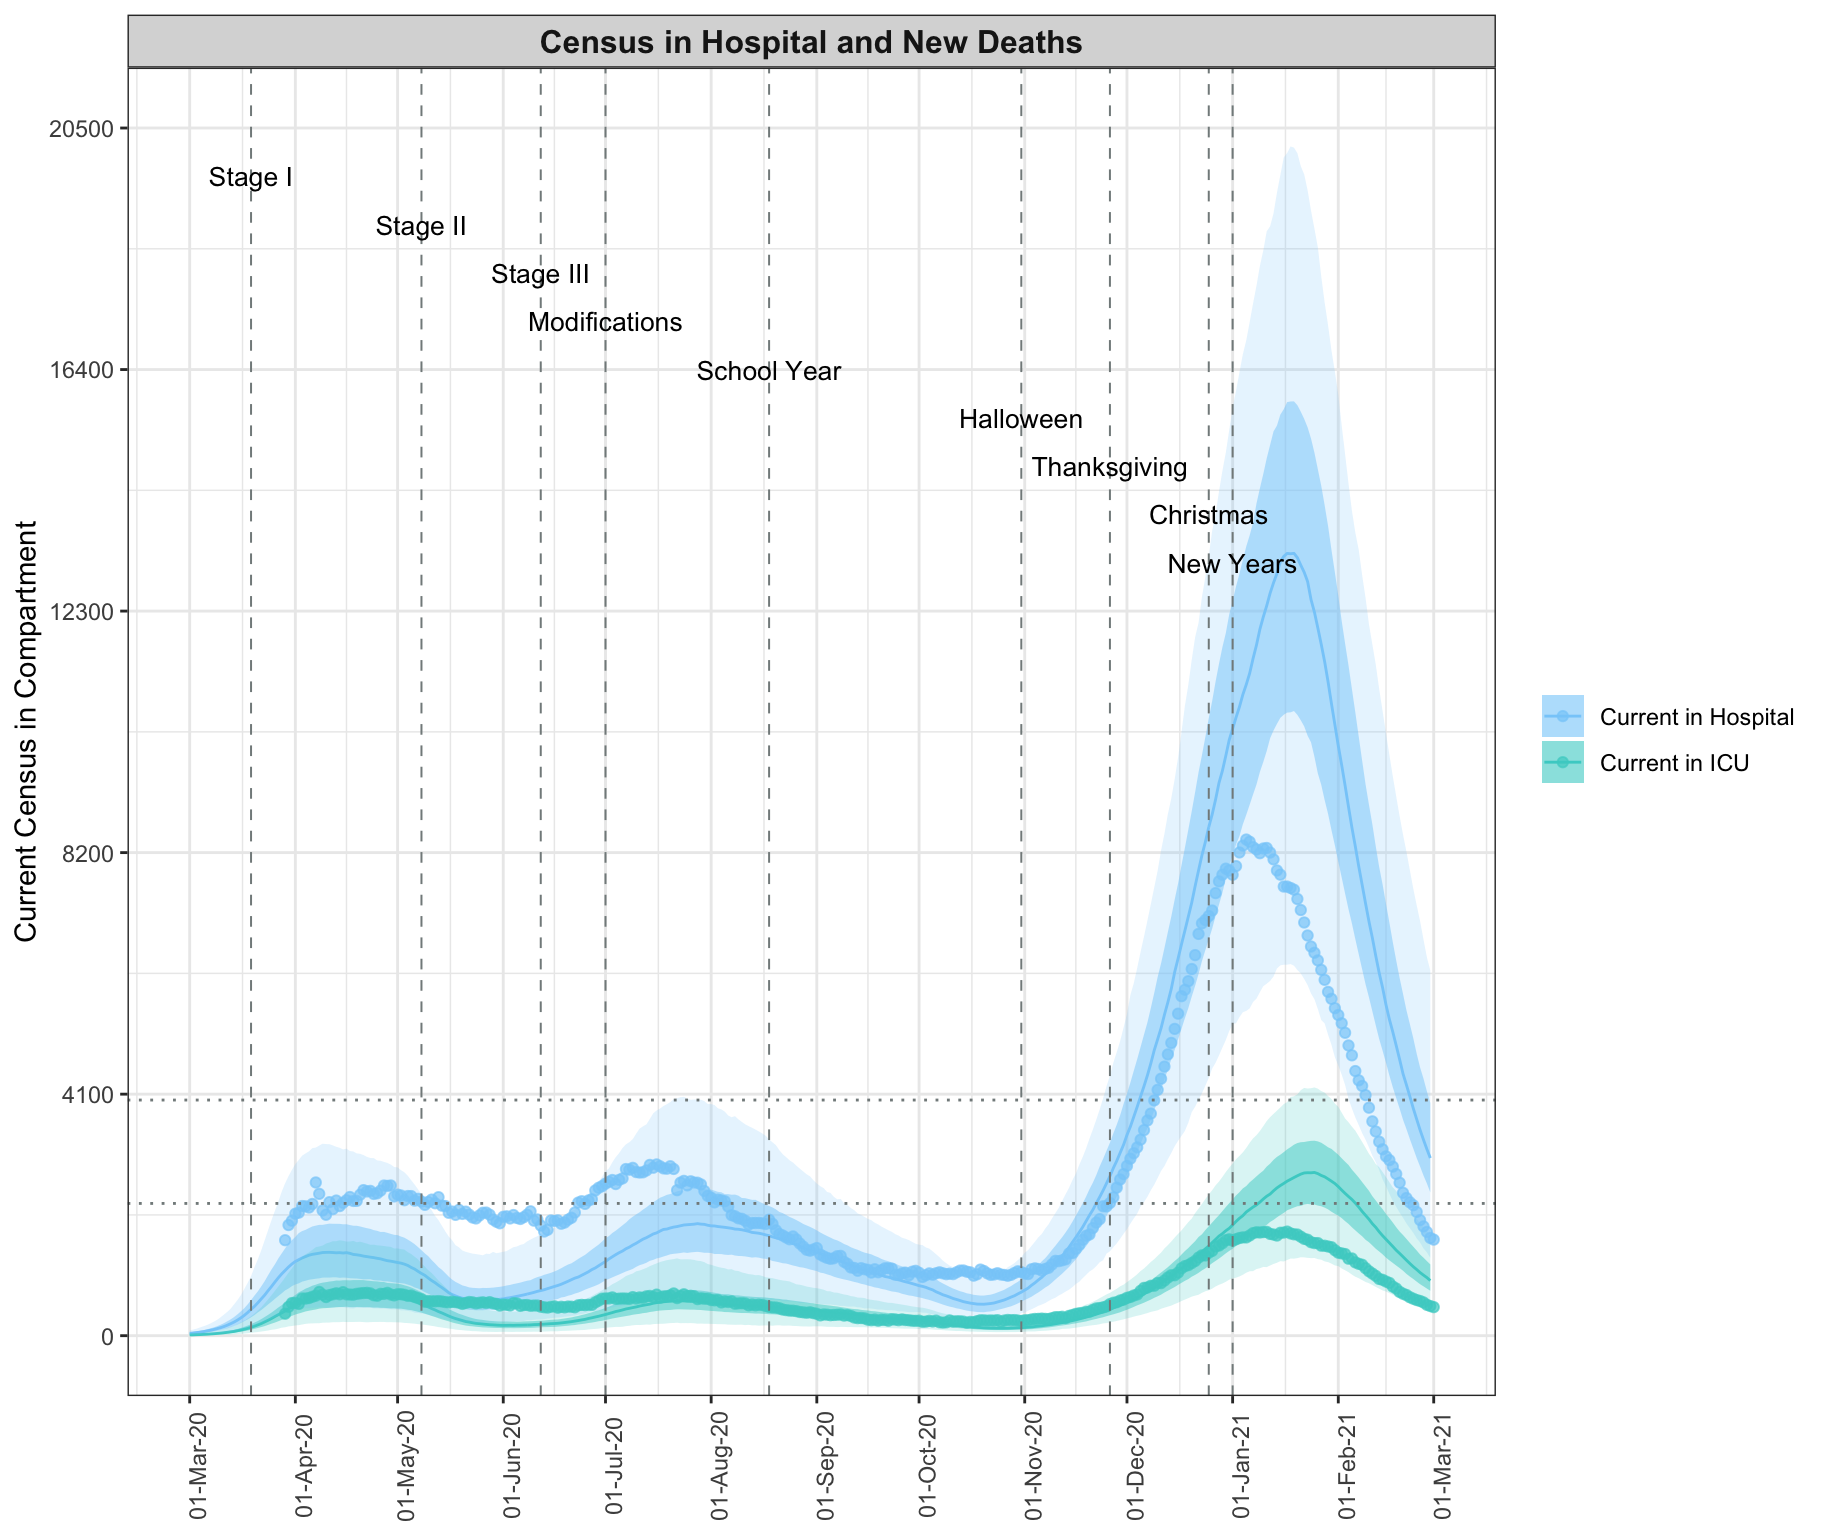 Census in Hospital and New Deaths
Current Census in Compartment
20500
16400
12300
8200
4100
0
Stage I
Stage II
Stage III
Modifications
School Year
Halloween
Thanksgiving
Christmas
New Years
Current in Hospital
Current in ICU
01-Mar-20
01-Apr-20
01-May-20
01-Jun-20
01-Jul-20
01-Aug-20
01-Sep-20
01-Oct-20
01-Nov-20
01-Dec-20
01-Jan-21
01-Feb-21
01-Mar-21